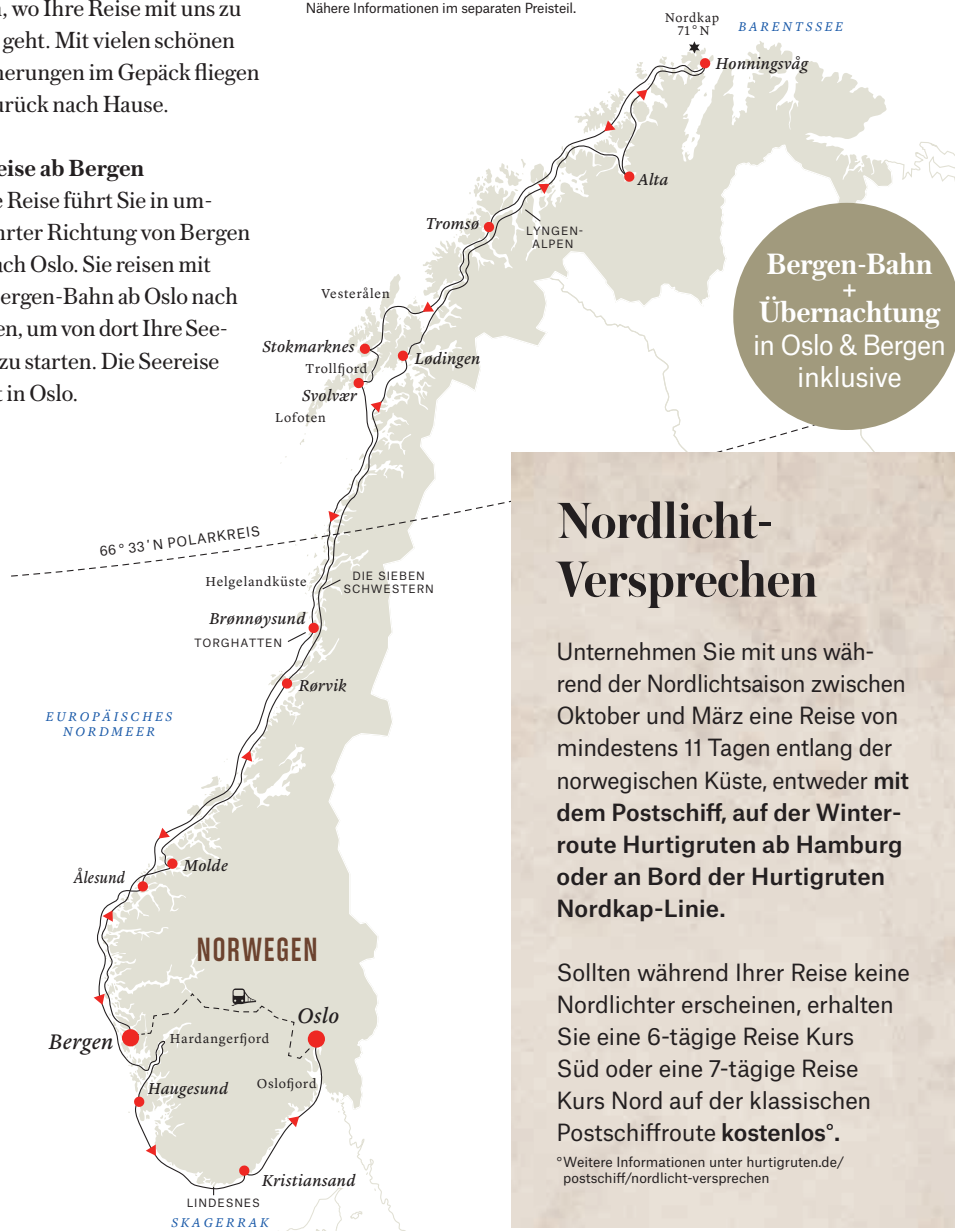 , wo Ihre Reise mit uns zu
geht. Mit vielen schönen
im Gepäck fliegen
nach Hause.
ab Bergen
Reise führt Sie in um-
Richtung von Bergen
Oslo. Sie reisen mit
Bergen-Bahn ab Oslo nach
um von dort Ihre See-
zu starten. Die Seereise
in Oslo.
Nähere Informationen im separaten Preisteil.
Nordkap
71°N
BARENTSSEE
Honningsvåg
Alta
Tromsø
LYNGEN-
ALPEN
Vesterålen
Stokmarknes
Lødingen
Trollfjord
Svolvær
Lofoten
66° 33'N POLARKREIS
Helgelandküste
DIE SIEBEN
SCHWESTERN
Brønnøysund
TORGHATTEN
Rørvik
EUROPÄISCHES
NORDMEER
Molde
Ålesund
NORWEGEN
Oslo
Bergen
Hardangerfjord
Haugesund
Oslofjord
Kristiansand
LINDESNES
SKAGERRAK
Bergen-Bahn
+
Übernachtung
in Oslo & Bergen
inklusive
Nordlicht-
Versprechen
Unternehmen Sie mit uns wäh-
rend der Nordlichtsaison zwischen
Oktober und März eine Reise von
mindestens 11 Tagen entlang der
norwegischen Küste, entweder mit
dem Postschiff, auf der Winter-
route Hurtigruten ab Hamburg
oder an Bord der Hurtigruten
Nordkap-Linie.
Sollten während Ihrer Reise keine
Nordlichter erscheinen, erhalten
Sie eine 6-tägige Reise Kurs
Süd oder eine 7-tägige Reise
Kurs Nord auf der klassischen
Postschiffroute kostenlos°.
°Weitere Informationen unter hurtigruten.de/
postschiff/nordlicht-versprechen